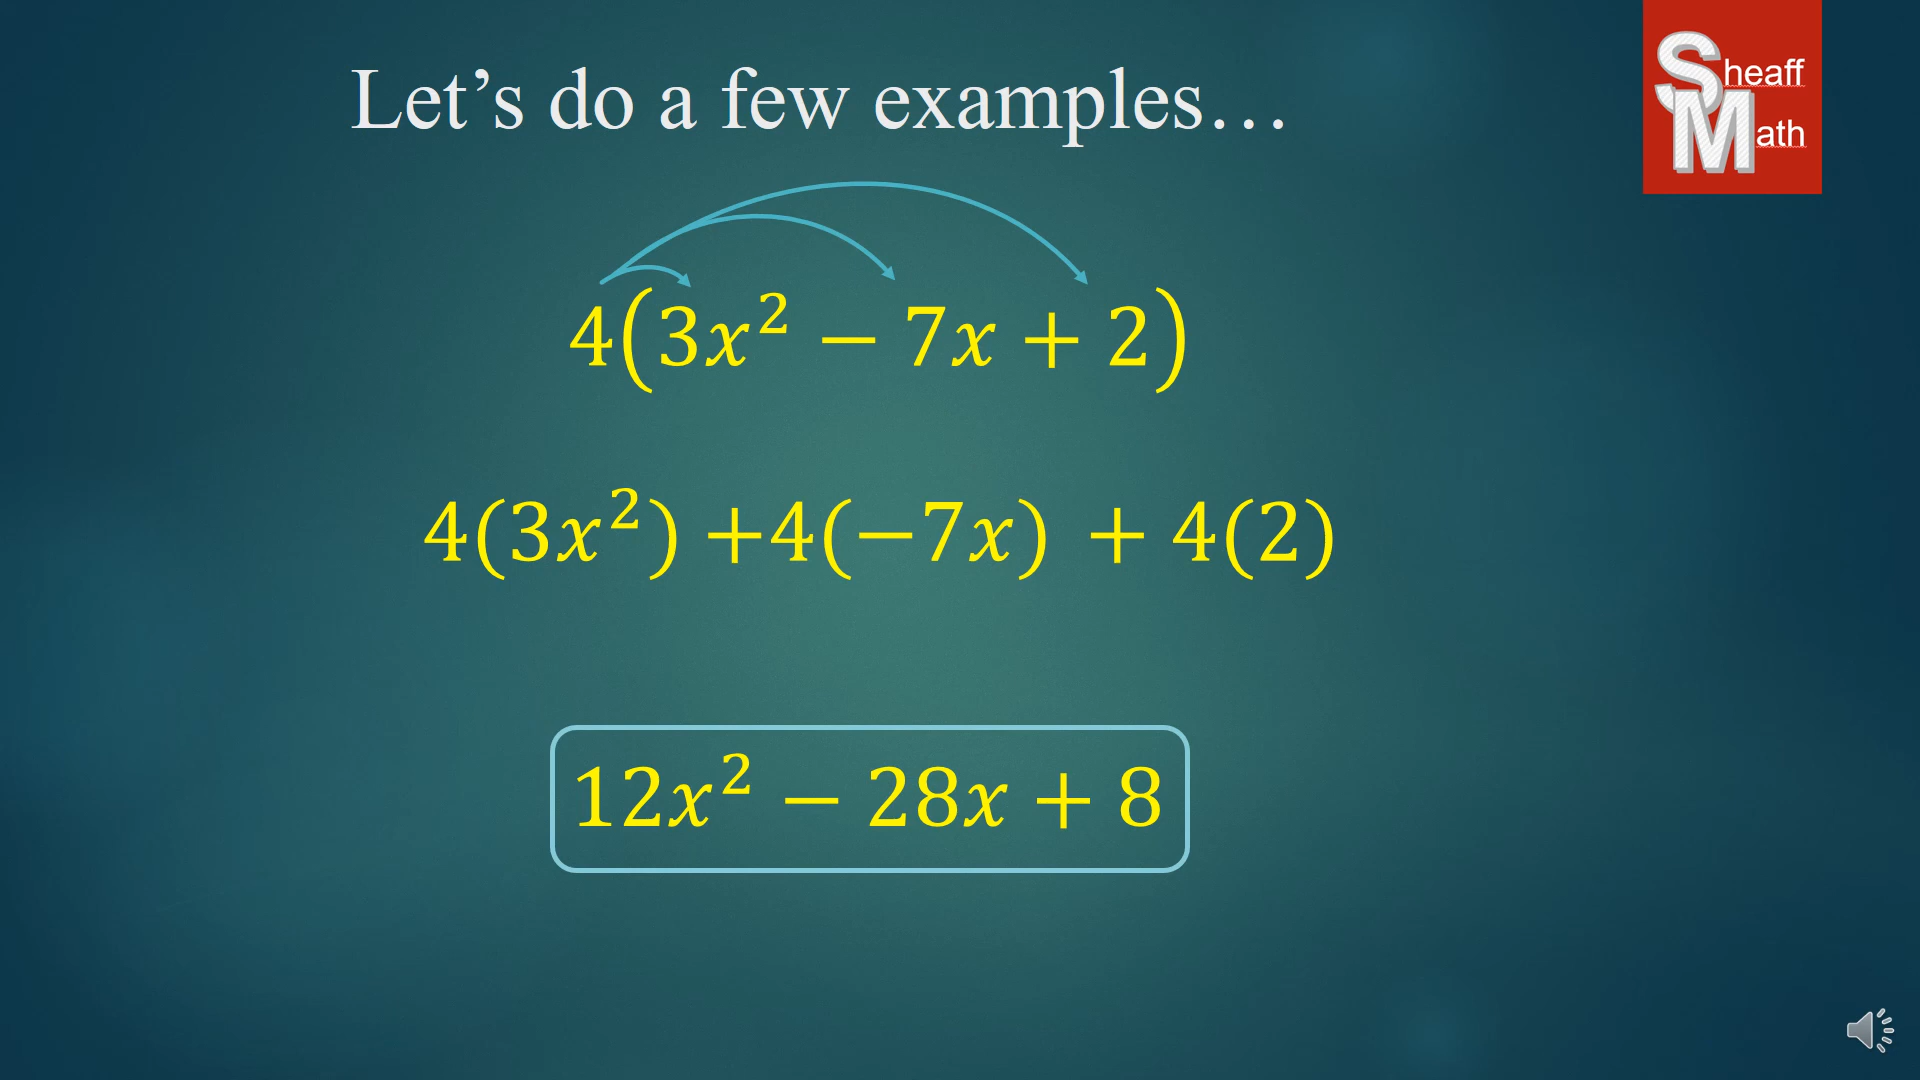 Let’s do a few examples…
Sheaff
Math
4(3x² − 7x + 2)
4(3x²) +4(−7x) + 4(2)
12x² − 28x + 8